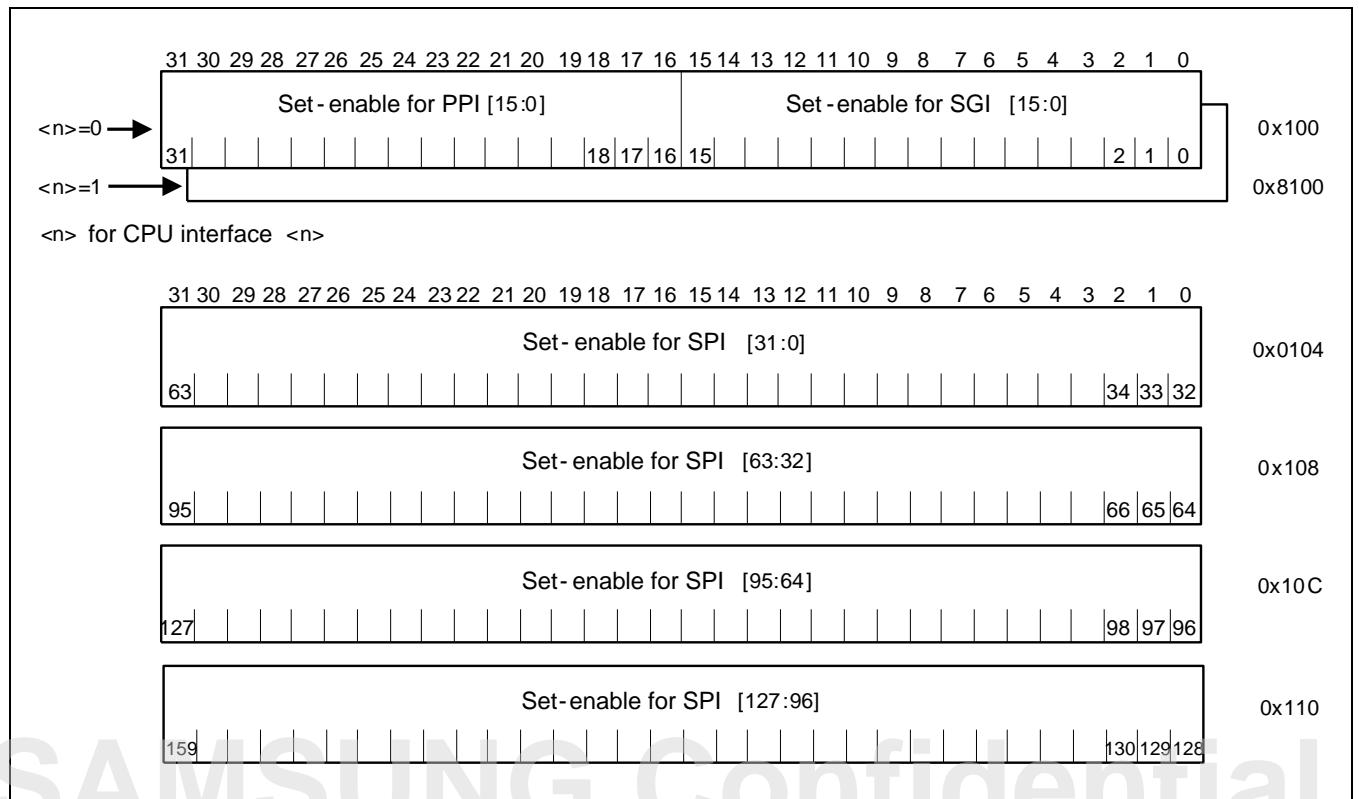 31 30 29 28 27 26 25 24 23 22 21 20 19 18 17 16 15 14 13 12 11 10 9 8 7 6 5 4 3 2 1 0
Set-enable for PPI [15:0] Set-enable for SGI [15:0]
<n>=0 0x100
31 18 17 16 15 2 1 0
<n>=1 0x8100
<n> for CPU interface <n>
31 30 29 28 27 26 25 24 23 22 21 20 19 18 17 16 15 14 13 12 11 10 9 8 7 6 5 4 3 2 1 0
Set-enable for SPI [31:0]
0x0104
63 34 33 32
Set-enable for SPI [63:32]
0x108
95 66 65 64
Set-enable for SPI [95:64]
0x10C
127 98 97 96
Set-enable for SPI [127:96]
0x110
159 130 129 128
SAMSUNG Confidential